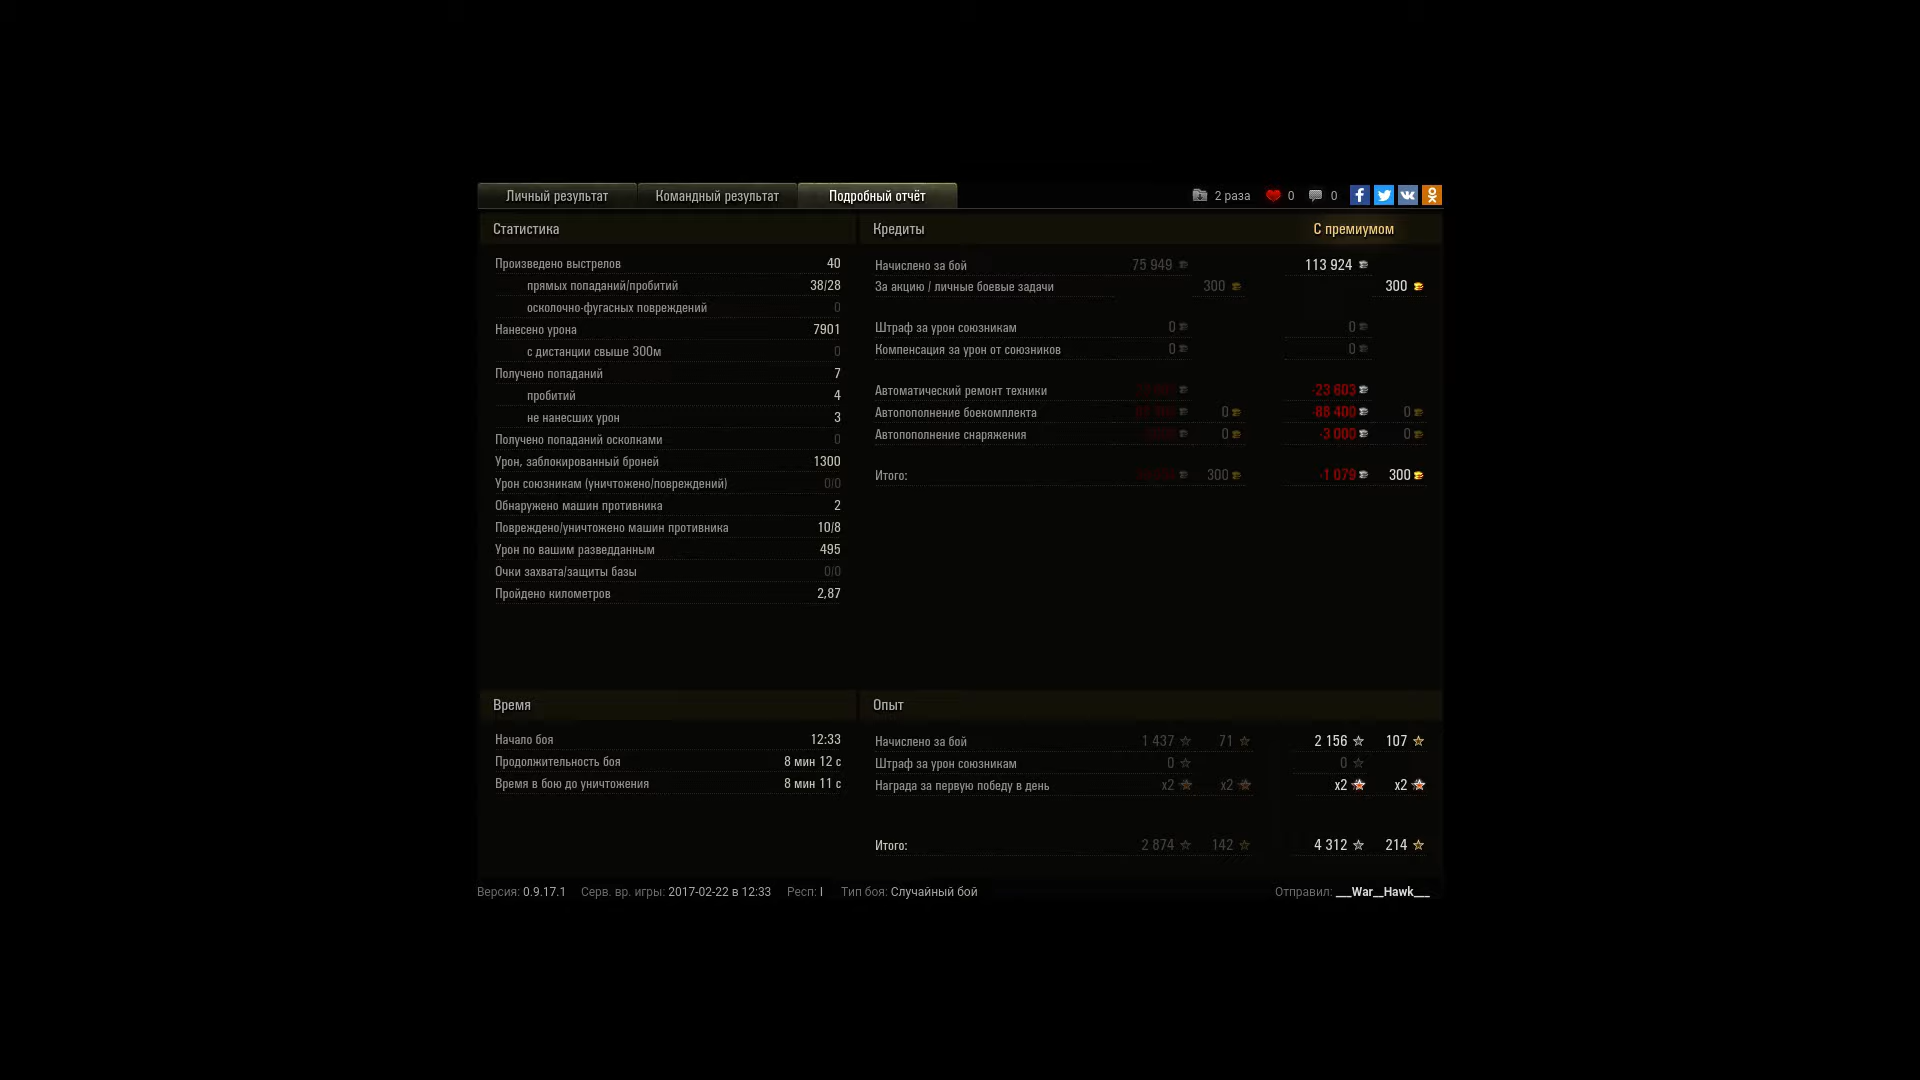 Личный результат Командный результат Подробный отчёт 2 раза 0 0
Статистика
Произведено выстрелов 40
прямых попаданий/пробитий 38/28
осколочно-фугасных повреждений 0
Нанесено урона 7901
с дистанции свыше 300м 0
Получено попаданий 7
пробитий 4
не нанесших урон 3
Получено попаданий осколками 0
Урон, заблокированный броней 1300
Урон союзникам (уничтожено/повреждений) 0/0
Обнаружено машин противника 2
Повреждено/уничтожено машин противника 10/8
Урон по вашим разведданным 495
Очки захвата/защиты базы 0/0
Пройдено километров 2,87
Кредиты С премиумом
Начислено за бой 75 949 113 924
За акцию / личные боевые задачи 300 300
Штраф за урон союзникам 0 0
Компенсация за урон от союзников 0 0
Автоматический ремонт техники -23 603
Автопополнение боекомплекта 0 -88 400 0
Автопополнение снаряжения 0 -3 000 0
Итого: 300 -1 079 300
Время
Начало боя 12:33
Продолжительность боя 8 мин 12 с
Время в бою до уничтожения 8 мин 11 с
Опыт
Начислено за бой 1 437 71 2 156 107
Штраф за урон союзникам 0 0
Награда за первую победу в день x2 x2 x2 x2
Итого: 2 874 142 4 312 214
Версия: 0.9.17.1 Серв. вр. игры: 2017-02-22 в 12:33 Респ: I Тип боя: Случайный бой Отправил: ___War__Hawk___